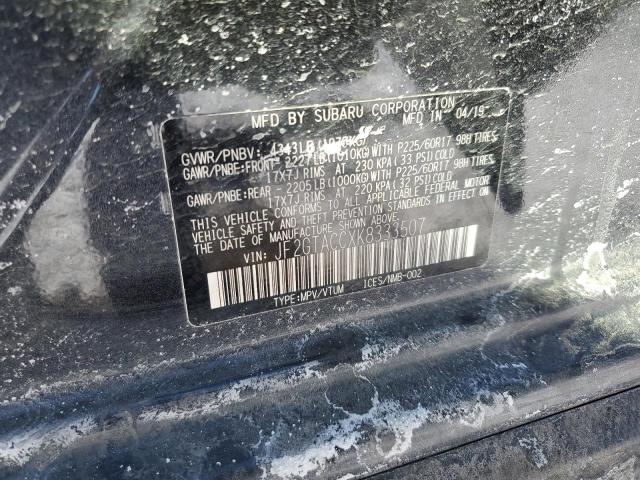 MFD BY SUBARU CORPORATION IN 04/19
GVWR/PNBV: 4343LB(1970KG)
GAWR/PNBE:FRONT - 2227LB(1010KG)WITH P225/60R17 98H TIRES
17X7J RIMS AT 230 KPA (33 PSI) COLD
GAWR/PNBE:REAR - 2205LB(1000KG)WITH P225/60R17 98H TIRES
17X7J RIMS AT 220 KPA (32 PSI) COLD
THIS VEHICLE CONFORMS TO ALL APPLICABLE FEDERAL MOTOR
VEHICLE SAFETY AND STANDARDS IN EFFECT ON
THE DATE OF MANUFACTURE SHOWN ABOVE
VIN: JF2GTACCXK8333507
TYPE:MPV/VTUM ICES/NMB-002